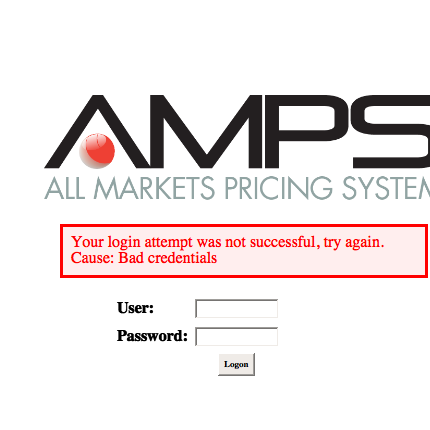 AMPS
ALL MARKETS PRICING SYSTEM
Your login attempt was not successful, try again.
Cause: Bad credentials
User:
Password:
Logon